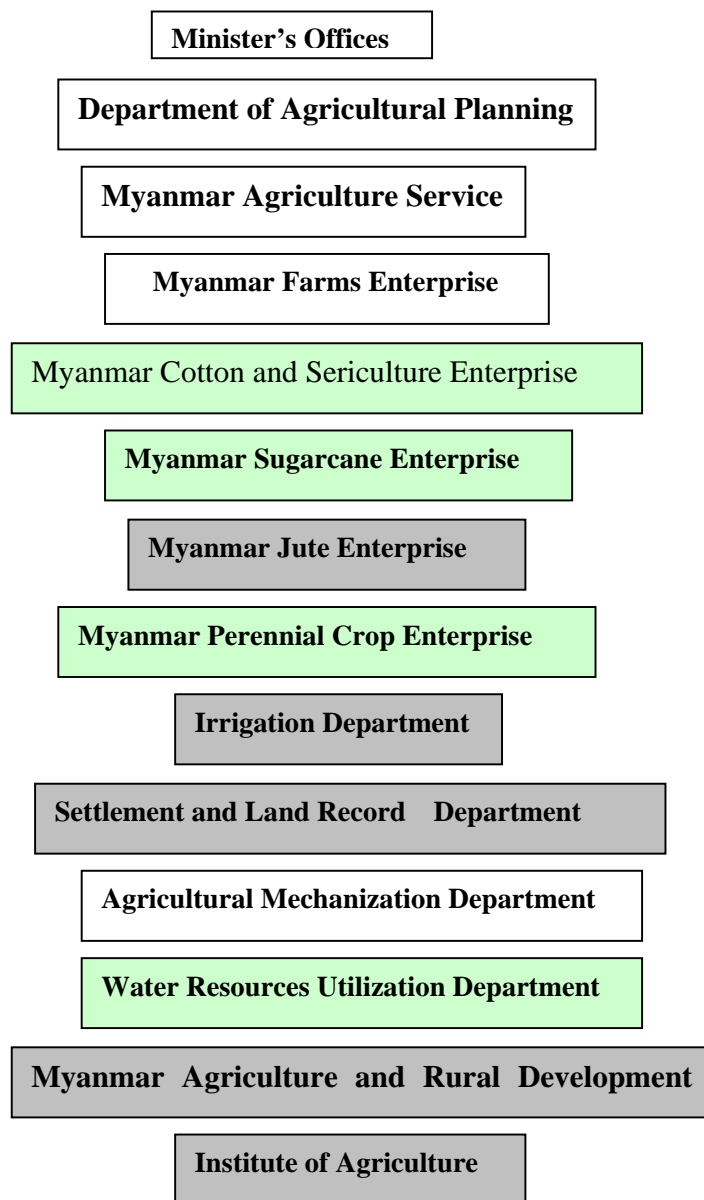 Minister’s Offices
Department of Agricultural Planning
Myanmar Agriculture Service
Myanmar Farms Enterprise
Myanmar Cotton and Sericulture Enterprise
Myanmar Sugarcane Enterprise
Myanmar Jute Enterprise
Myanmar Perennial Crop Enterprise
Irrigation Department
Settlement and Land Record Department
Agricultural Mechanization Department
Water Resources Utilization Department
Myanmar Agriculture and Rural Development
Institute of Agriculture